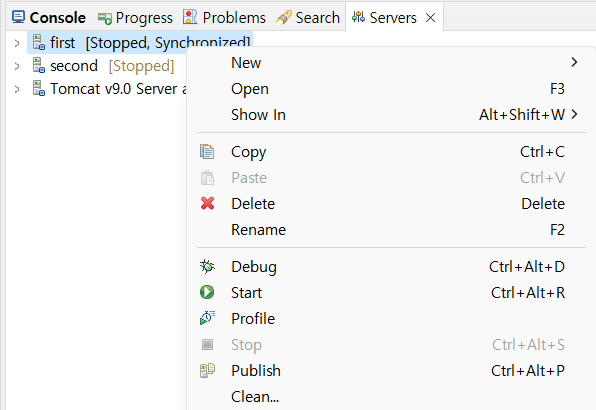 Console Progress Problems Search Servers
first [Stopped, Synchronized]
second [Stopped]
Tomcat v9.0 Server a
New
Open F3
Show In Alt+Shift+W
Copy Ctrl+C
Paste Ctrl+V
Delete Delete
Rename F2
Debug Ctrl+Alt+D
Start Ctrl+Alt+R
Profile
Stop Ctrl+Alt+S
Publish Ctrl+Alt+P
Clean...